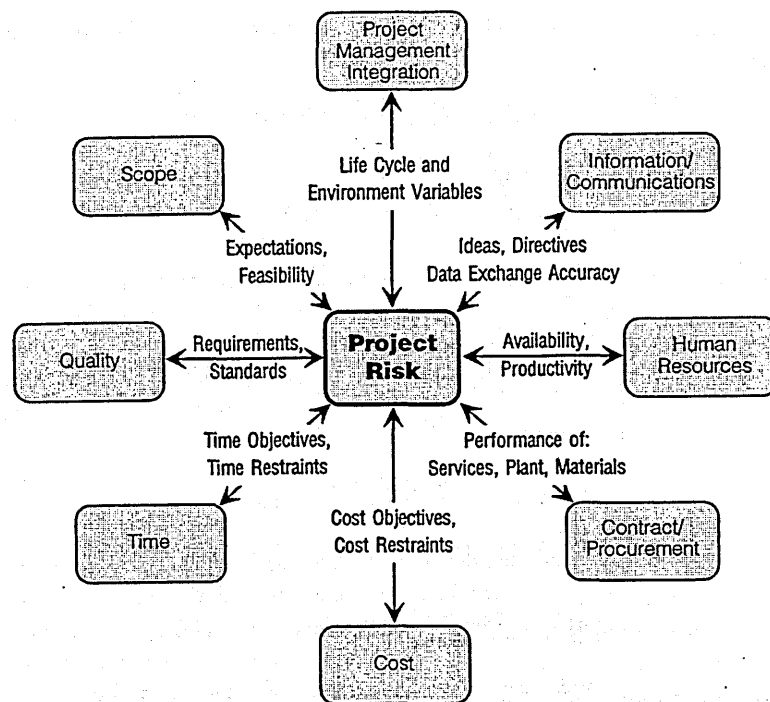 Project
Management
Integration
Scope
Life Cycle and
Environment Variables
Information/
Communications
Expectations,
Feasibility
Ideas, Directives
Data Exchange Accuracy
Quality
Requirements,
Standards
Project
Risk
Availability,
Productivity
Human
Resources
Time Objectives,
Time Restraints
Performance of:
Services, Plant, Materials
Time
Cost Objectives,
Cost Restraints
Contract/
Procurement
Cost